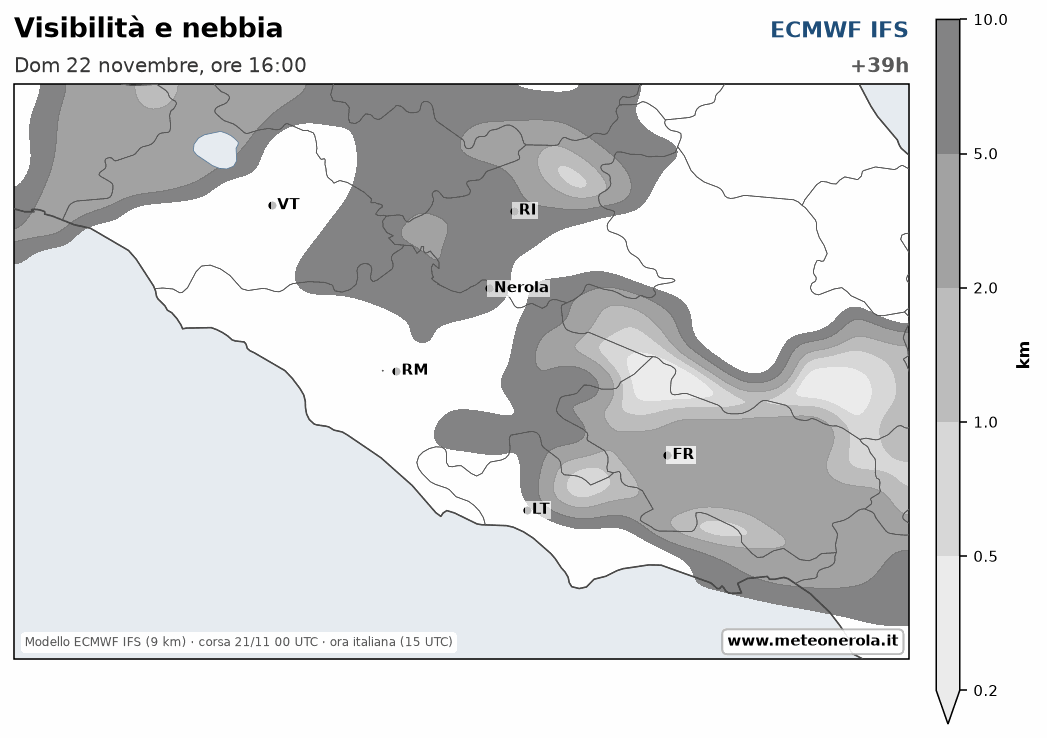 Visibilità e nebbia
ECMWF IFS
Dom 22 novembre, ore 16:00
+39h
10.0
5.0
2.0
1.0
0.5
0.2
km
VT
RI
Nerola
RM
FR
LT
Modello ECMWF IFS (9 km) · corsa 21/11 00 UTC · ora italiana (15 UTC)
www.meteonerola.it